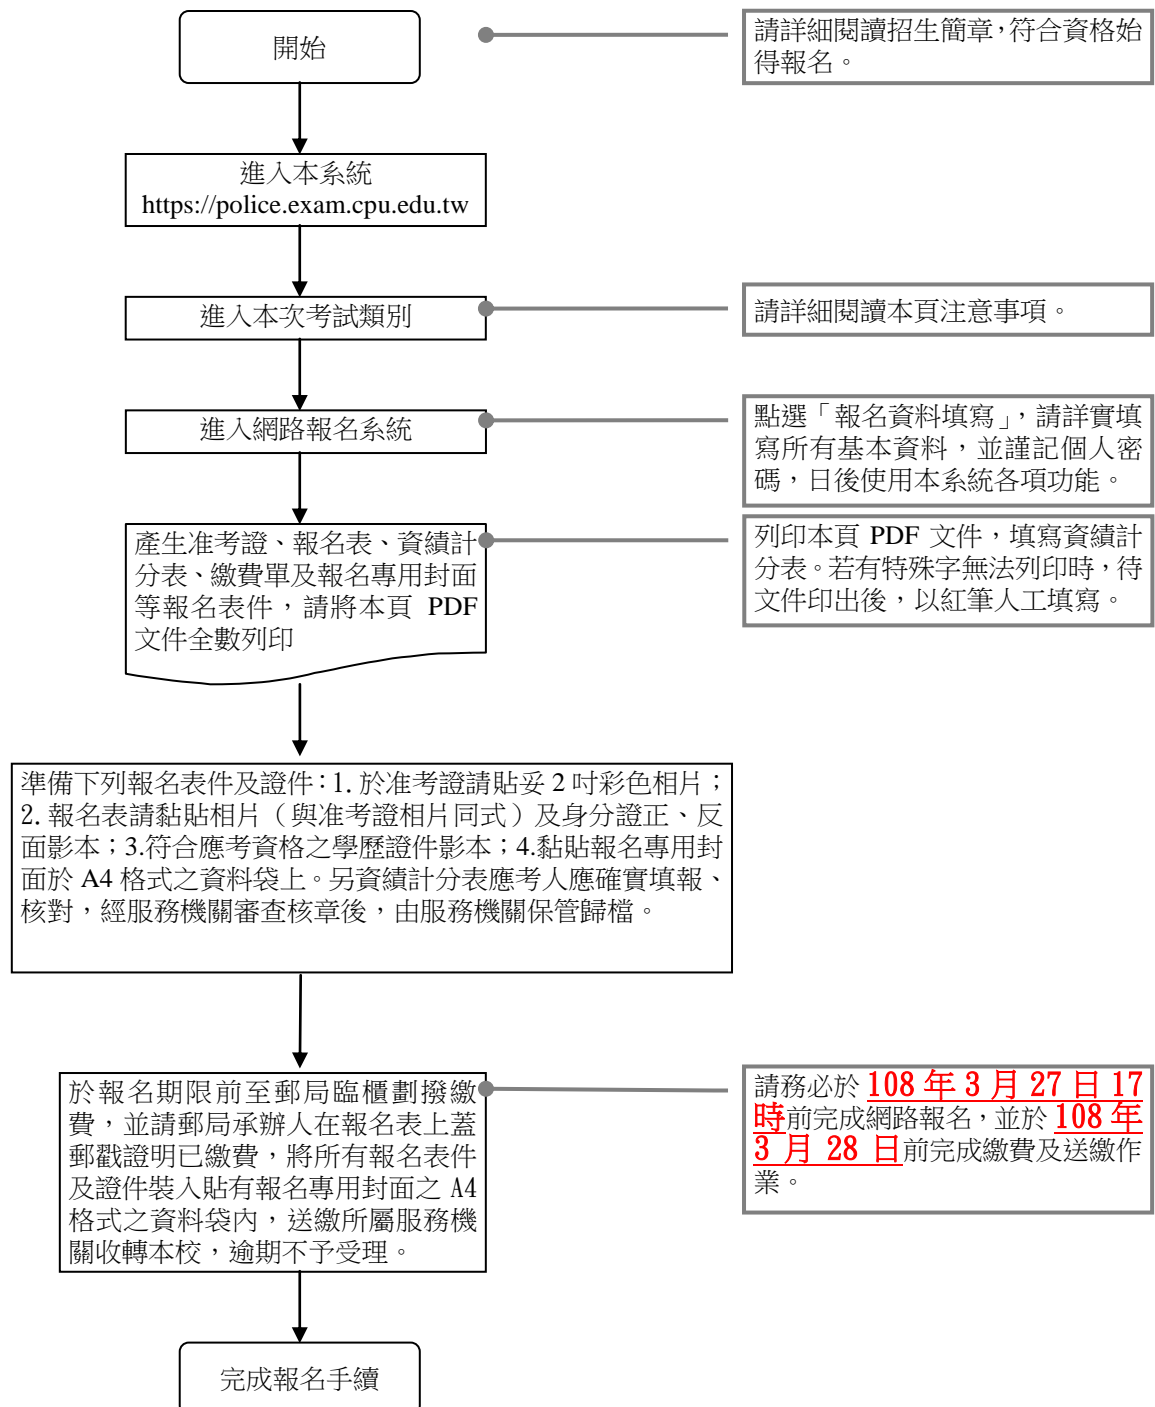 開始
請詳細閱讀招生簡章，符合資格始
得報名。
進入本系統
https://police.exam.cpu.edu.tw
進入本次考試類別
請詳細閱讀本頁注意事項。
進入網路報名系統
點選「報名資料填寫」，請詳實填
寫所有基本資料，並謹記個人密
碼，日後使用本系統各項功能。
產生准考證、報名表、資績計
分表、繳費單及報名專用封面
等報名表件，請將本頁 PDF
文件全數列印
列印本頁 PDF 文件，填寫資績計
分表。若有特殊字無法列印時，待
文件印出後，以紅筆人工填寫。
準備下列報名表件及證件：1. 於准考證請貼妥 2 吋彩色相片；
2. 報名表請黏貼相片（與准考證相片同式）及身分證正、反
面影本；3.符合應考資格之學歷證件影本；4.黏貼報名專用封
面於 A4 格式之資料袋上。另資績計分表應考人應確實填報、
核對，經服務機關審查核章後，由服務機關保管歸檔。
於報名期限前至郵局臨櫃劃撥繳
費，並請郵局承辦人在報名表上蓋
郵戳證明已繳費，將所有報名表件
及證件裝入貼有報名專用封面之 A4
格式之資料袋內，送繳所屬服務機
關收轉本校，逾期不予受理。
請務必於 108 年 3 月 27 日 17
時前完成網路報名，並於 108 年
3 月 28 日前完成繳費及送繳作
業。
完成報名手續